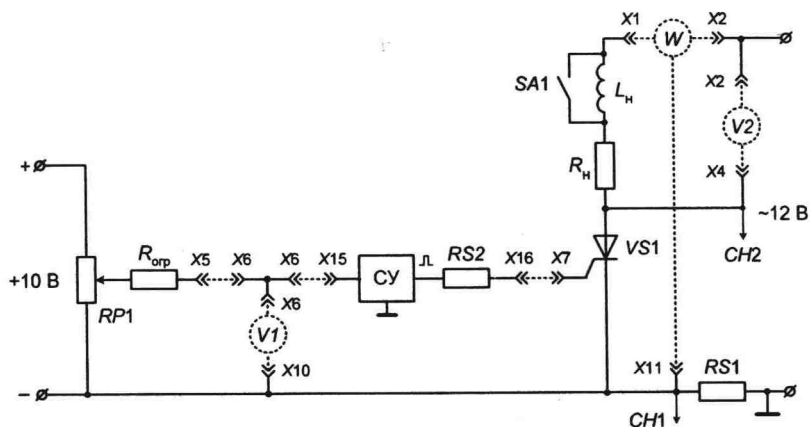 X1
W
X2
SA1
Lн
X2
V2
X4
Rн
+
~12 В
VS1
CH2
Rогр
X5
X6
X6
X15
СУ
RS2
X16
X7
+10 В
RP1
X6
V1
X10
X11
RS1
–
CH1